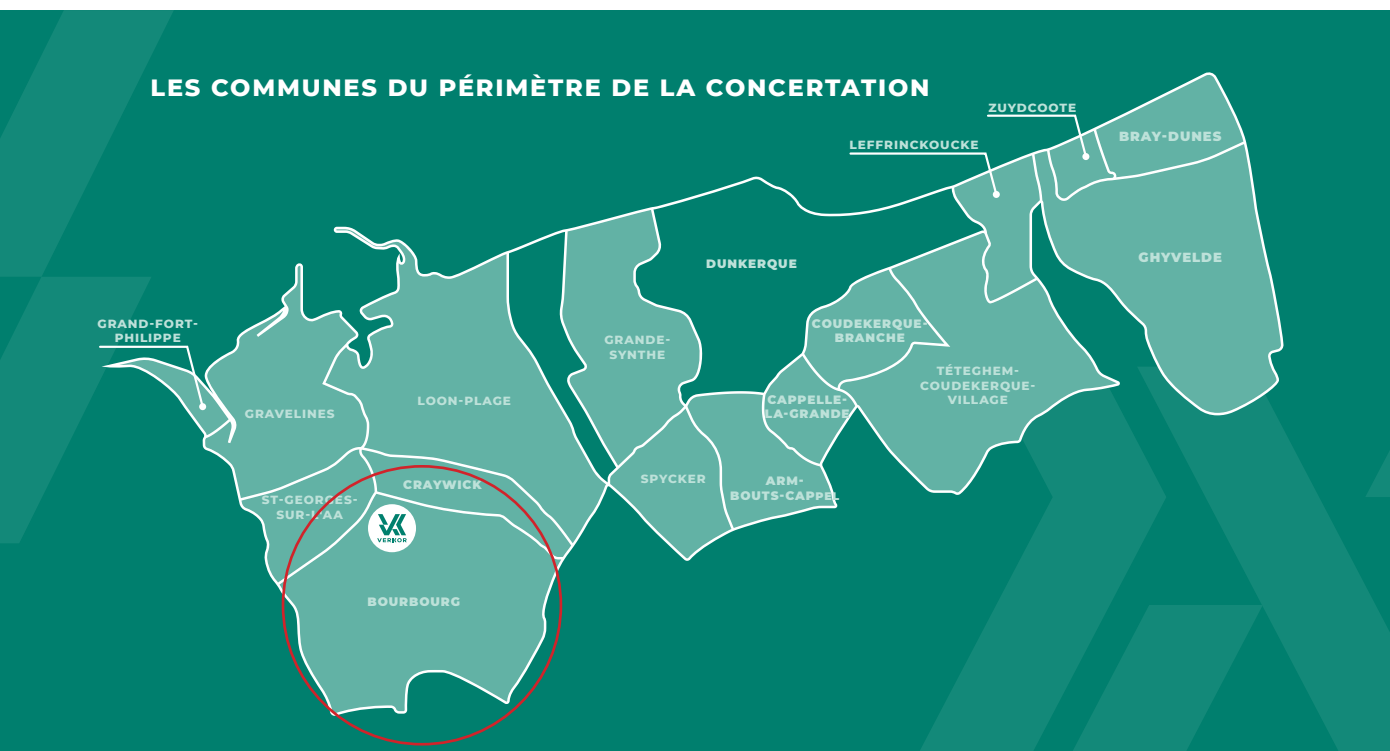 LES COMMUNES DU PÉRIMÈTRE DE LA CONCERTATION
ZUYDCOOTE
BRAY-DUNES
LEFFRINCKOUCKE
GHYVELDE
DUNKERQUE
GRAND-FORT-
PHILIPPE
COUDEKERQUE-
BRANCHE
GRANDE-
SYNTHE
TÉTEGHEM-
COUDEKERQUE-
VILLAGE
LOON-PLAGE
CAPPELLE-
LA-GRANDE
GRAVELINES
SPYCKER
ARM-
BOUTS-CAPPEL
CRAYWICK
ST-GEORGES-
SUR-L'AA
VERKOR
BOURBOURG